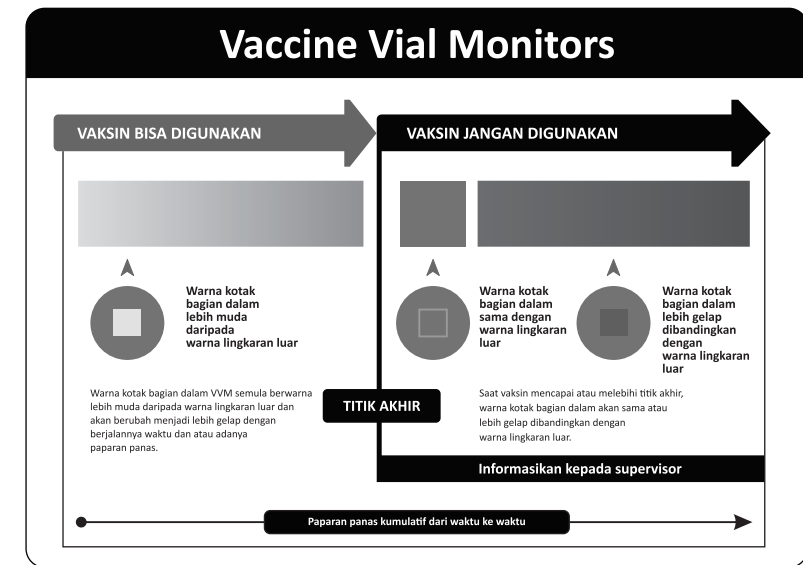 Vaccine Vial Monitors
VAKSIN BISA DIGUNAKAN
VAKSIN JANGAN DIGUNAKAN
Warna kotak
bagian dalam
lebih muda
daripada
warna lingkaran luar
Warna kotak
bagian dalam
sama dengan
warna lingkaran
luar
Warna kotak
bagian dalam
lebih gelap
dibandingkan
dengan
warna lingkaran
luar
Warna kotak bagian dalam VVM semula berwarna
lebih muda daripada warna lingkaran luar dan
akan berubah menjadi lebih gelap dengan
berjalannya waktu dan atau adanya
paparan panas.
TITIK AKHIR
Saat vaksin mencapai atau melebihi titik akhir,
warna kotak bagian dalam akan sama atau
lebih gelap dibandingkan dengan
warna lingkaran luar.
Informasikan kepada supervisor
Paparan panas kumulatif dari waktu ke waktu